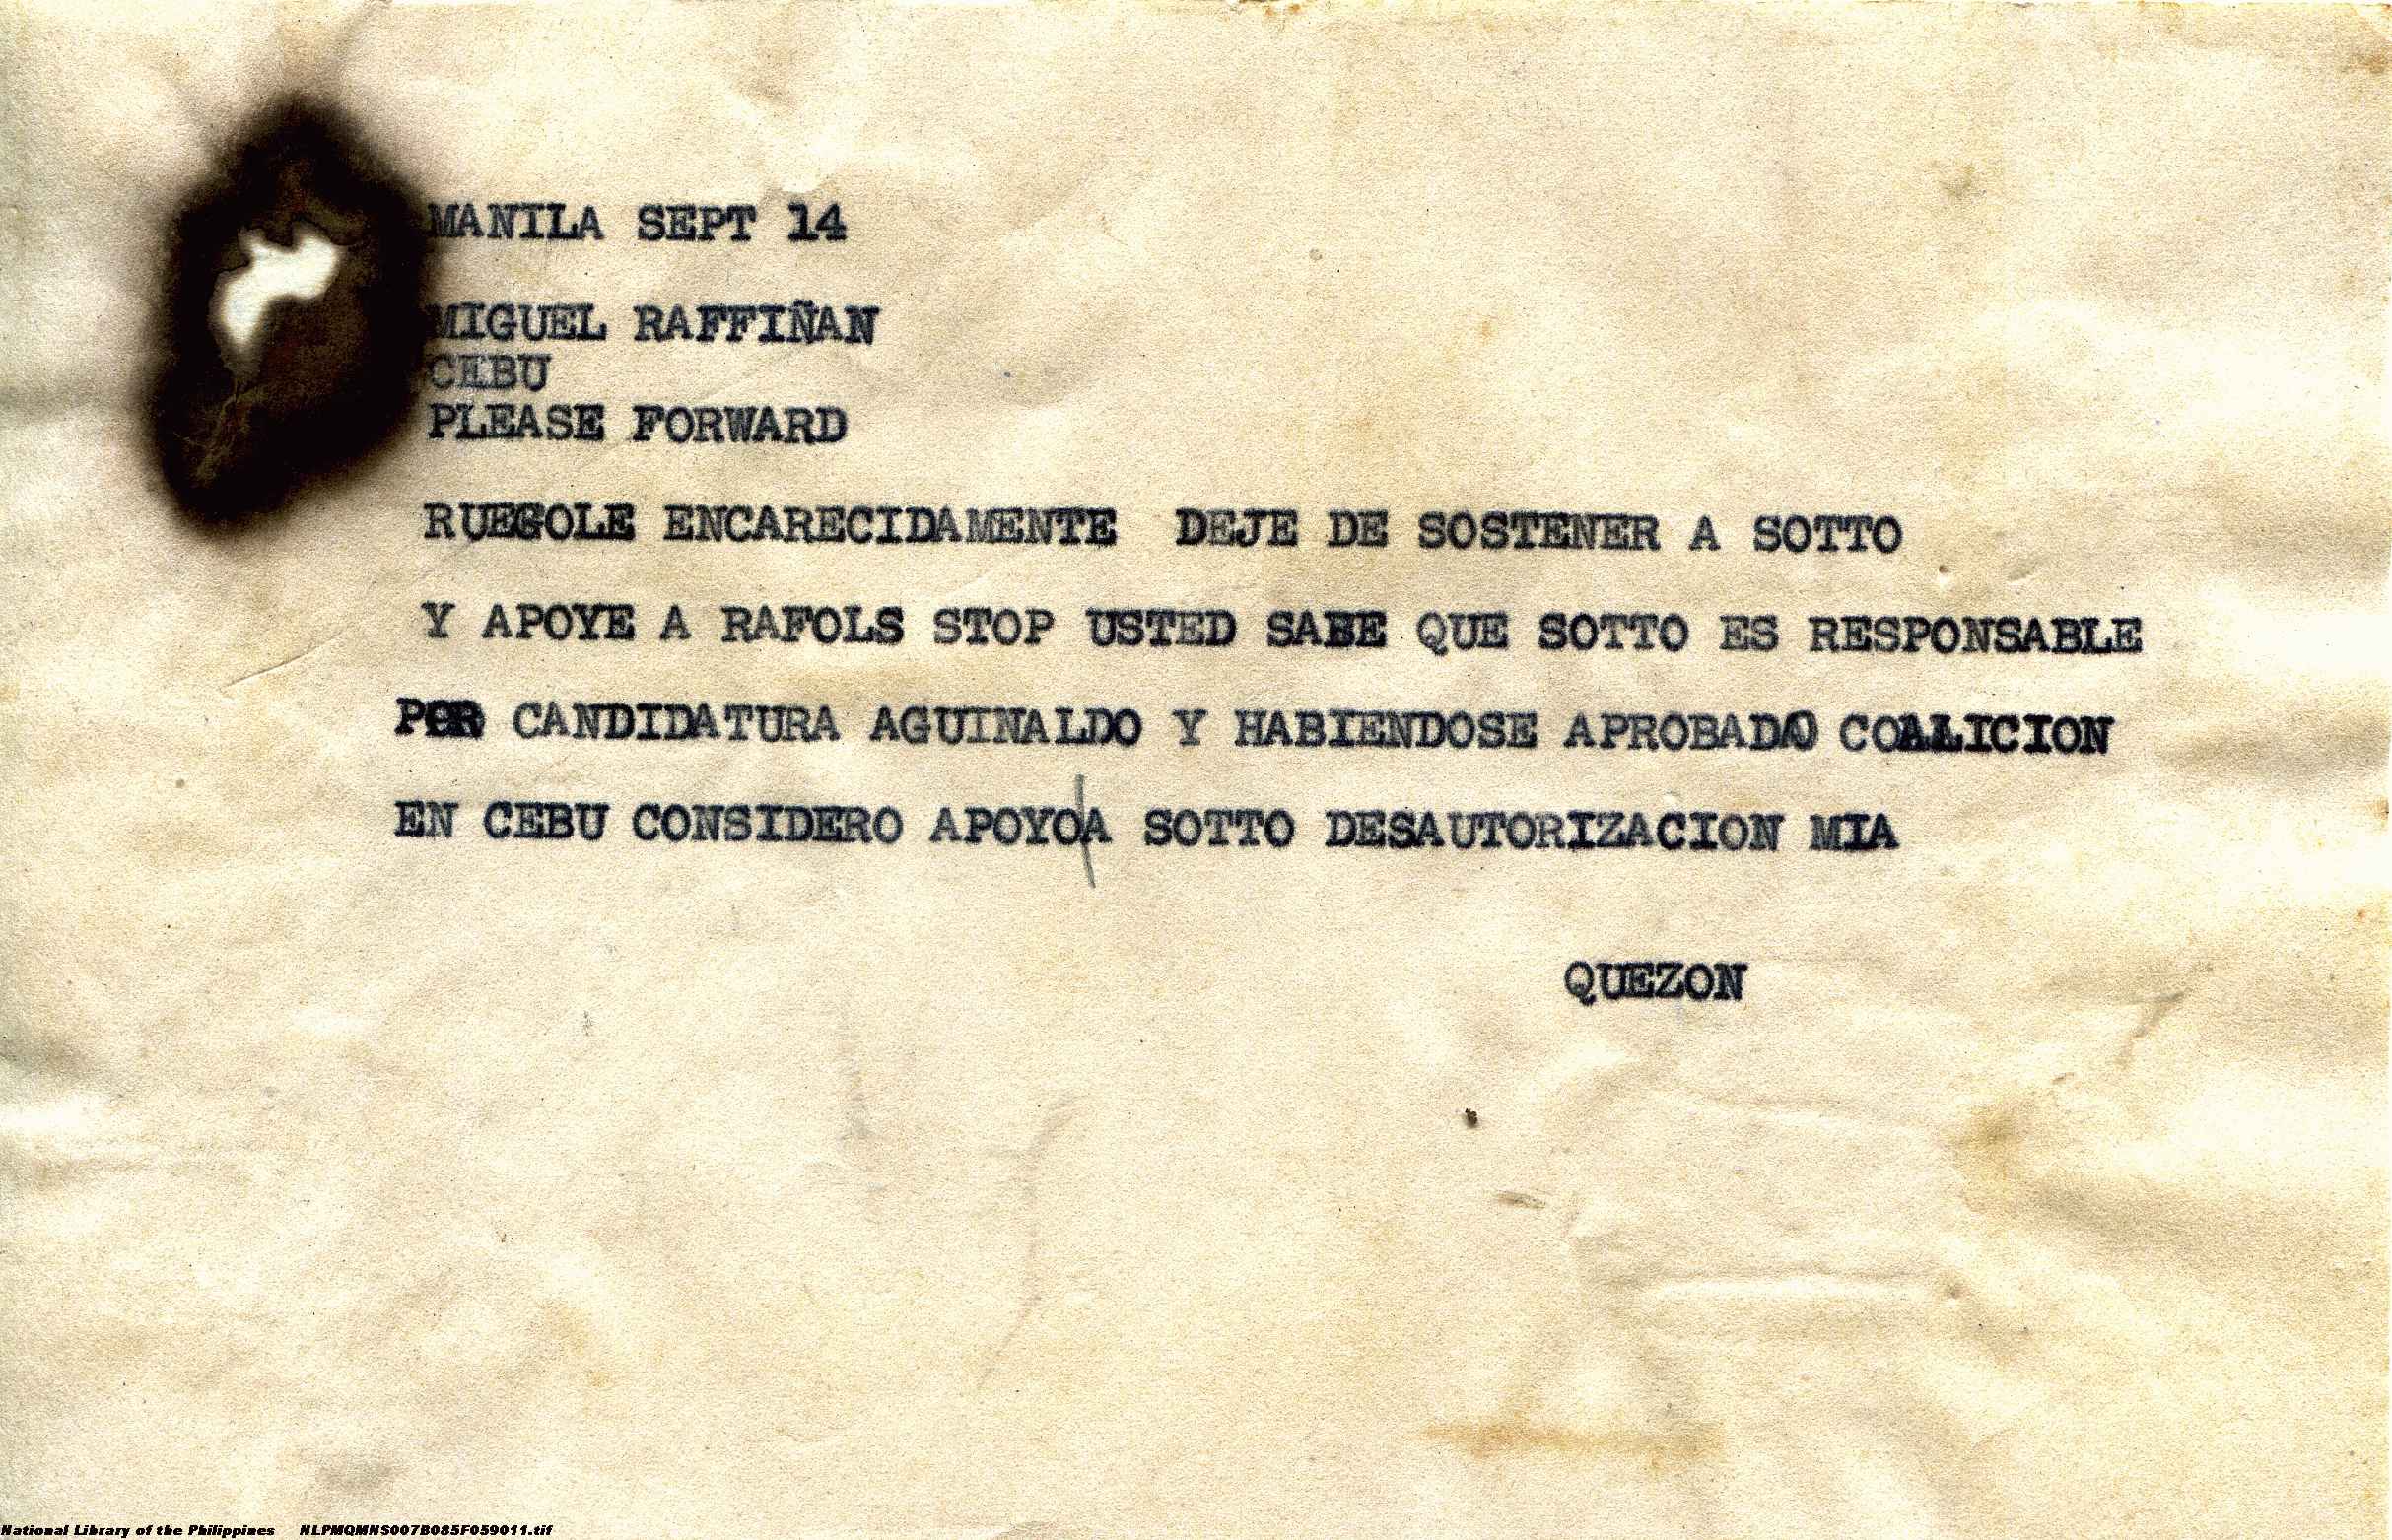 MANILA SEPT 14
MIGUEL RAFFIÑAN
CEBU
PLEASE FORWARD
RUEGOLE ENCARECIDAMENTE DEJE DE SOSTENER A SOTTO
Y APOYE A RAFOLS STOP USTED SABE QUE SOTTO ES RESPONSABLE
POR CANDIDATURA AGUINALDO Y HABIENDOSE APROBADO COALICION
EN CEBU CONSIDERO APOYO A SOTTO DESAUTORIZACION MIA
QUEZON
National Library of the Philippines NLPMQMNS007B085F059011.tif